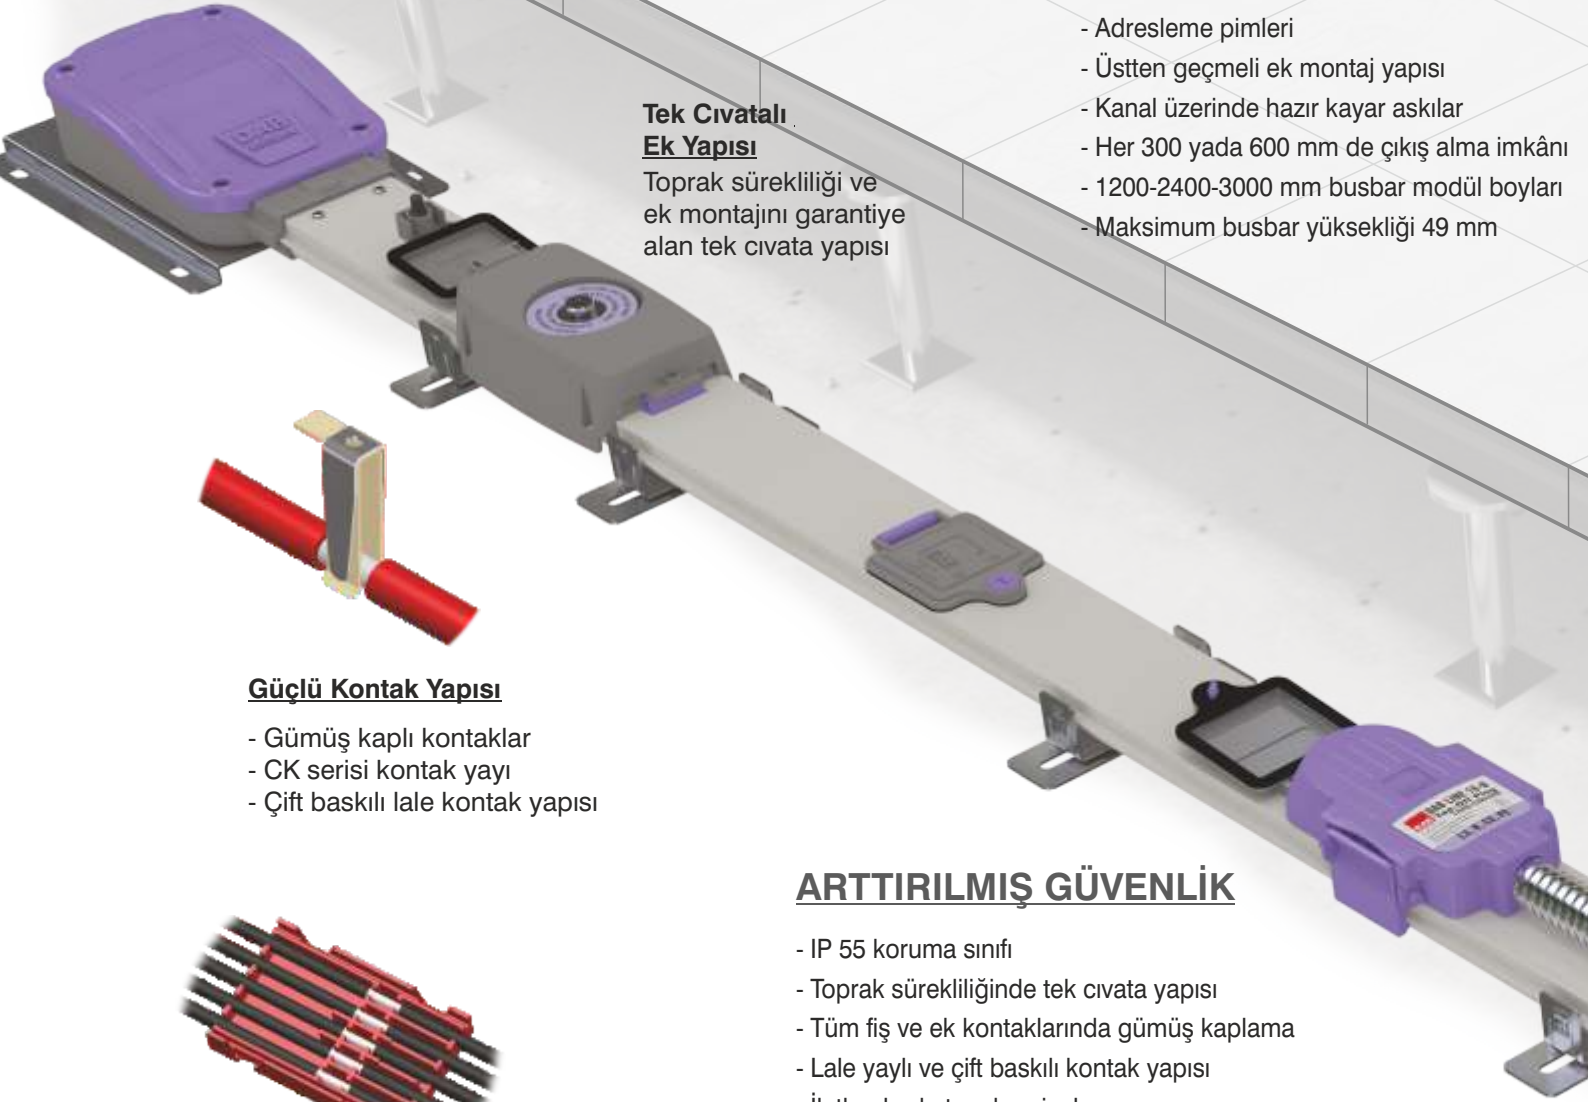 - Adresleme pimleri
- Üstten geçmeli ek montaj yapısı
- Kanal üzerinde hazır kayar askılar
- Her 300 yada 600 mm de çıkış alma imkânı
- 1200-2400-3000 mm busbar modül boyları
- Maksimum busbar yüksekliği 49 mm
Tek Cıvatalı
Ek Yapısı
Toprak sürekliliği ve
ek montajını garantiye
alan tek cıvata yapısı
Güçlü Kontak Yapısı
- Gümüş kaplı kontaklar
- CK serisi kontak yayı
- Çift baskılı lale kontak yapısı
ARTTIRILMIŞ GÜVENLİK
- IP 55 koruma sınıfı
- Toprak sürekliliğinde tek cıvata yapısı
- Tüm fiş ve ek kontaklarında gümüş kaplama
- Lale yaylı ve çift baskılı kontak yapısı